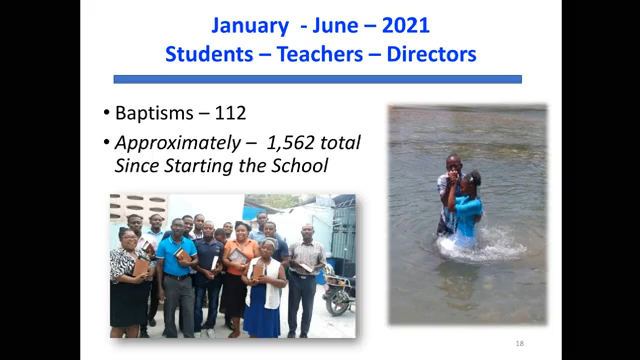 January - June – 2021
Students – Teachers – Directors
• Baptisms – 112
• Approximately – 1,562 total
Since Starting the School
18